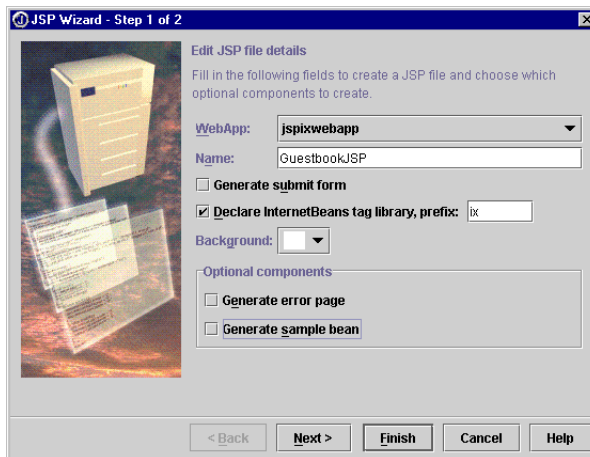 JSP Wizard - Step 1 of 2
Edit JSP file details
Fill in the following fields to create a JSP file and choose which
optional components to create.
WebApp: jspixwebapp
Name: GuestbookJSP
Generate submit form
Declare InternetBeans tag library, prefix: ix
Background:
Optional components
Generate error page
Generate sample bean
< Back Next > Finish Cancel Help